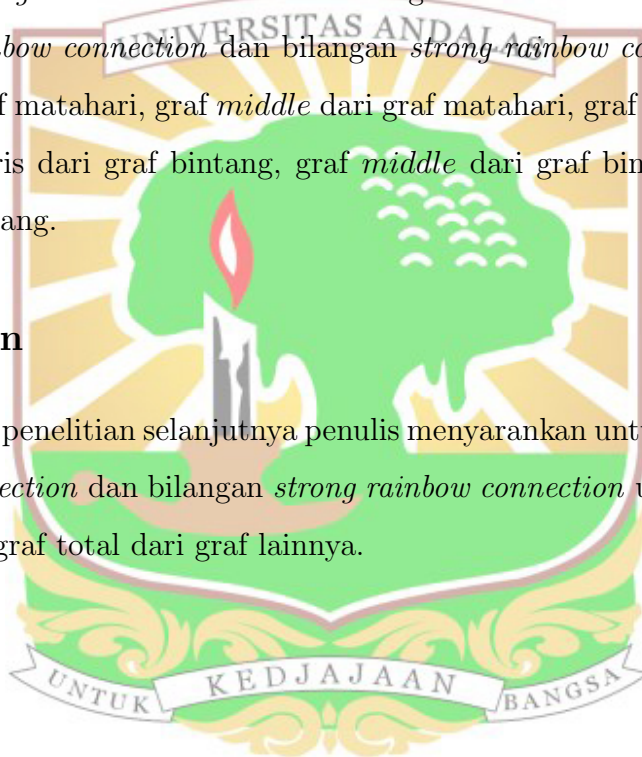 UNIVERSITAS ANDALAS
bow connection dan bilangan strong rainbow co
f matahari, graf middle dari graf matahari, graf
ris dari graf bintang, graf middle dari graf bin
ang.
n
penelitian selanjutnya penulis menyarankan untu
ection dan bilangan strong rainbow connection u
graf total dari graf lainnya.
UNTUK KEDJAJAAN BANGSA